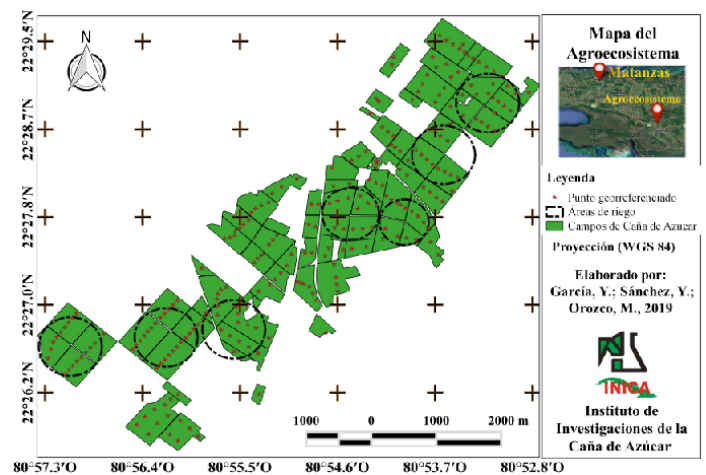 22°29.5'N
22°28.7'N
22°27.8'N
22°27.0'N
22°26.2'N
N
1000 0 1000 2000 m
80°57.3'O 80°56.4'O 80°55.5'O 80°54.6'O 80°53.7'O 80°52.8'O
Mapa del
Agroecosistema
Matanzas
Agroecosistema
Leyenda
Punto georreferenciado
Áreas de riego
Campos de Caña de Azucar
Proyección (WGS 84)
Elaborado por:
García, Y.; Sánchez, Y.;
Orozco, M., 2019
INICA
Instituto de
Investigaciones de la
Caña de Azúcar